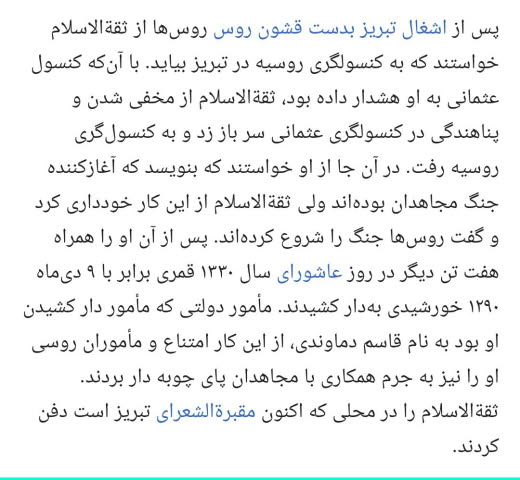 پس از اشغال تبریز بدست قشون روس روس‌ها از ثقةالاسلام
خواستند که به کنسولگری روسیه در تبریز بیاید. با آن‌که کنسول
عثمانی به او هشدار داده بود، ثقةالاسلام از مخفی شدن و
پناهندگی در کنسولگری عثمانی سر باز زد و به کنسول‌گری
روسیه رفت. در آن جا از او خواستند که بنویسد که آغازکننده
جنگ مجاهدان بوده‌اند ولی ثقةالاسلام از این کار خودداری کرد
و گفت روس‌ها جنگ را شروع کرده‌اند. پس از آن او را همراه
هفت تن دیگر در روز عاشورای سال ۱۳۳۰ قمری برابر با ۹ دی‌ماه
۱۲۹۰ خورشیدی به‌دار کشیدند. مأمور دولتی که مأمور دار کشیدن
او بود به نام قاسم دماوندی، از این کار امتناع و مأموران روسی
او را نیز به جرم همکاری با مجاهدان پای چوبه دار بردند.
ثقةالاسلام را در محلی که اکنون مقبرةالشعرای تبریز است دفن
کردند.